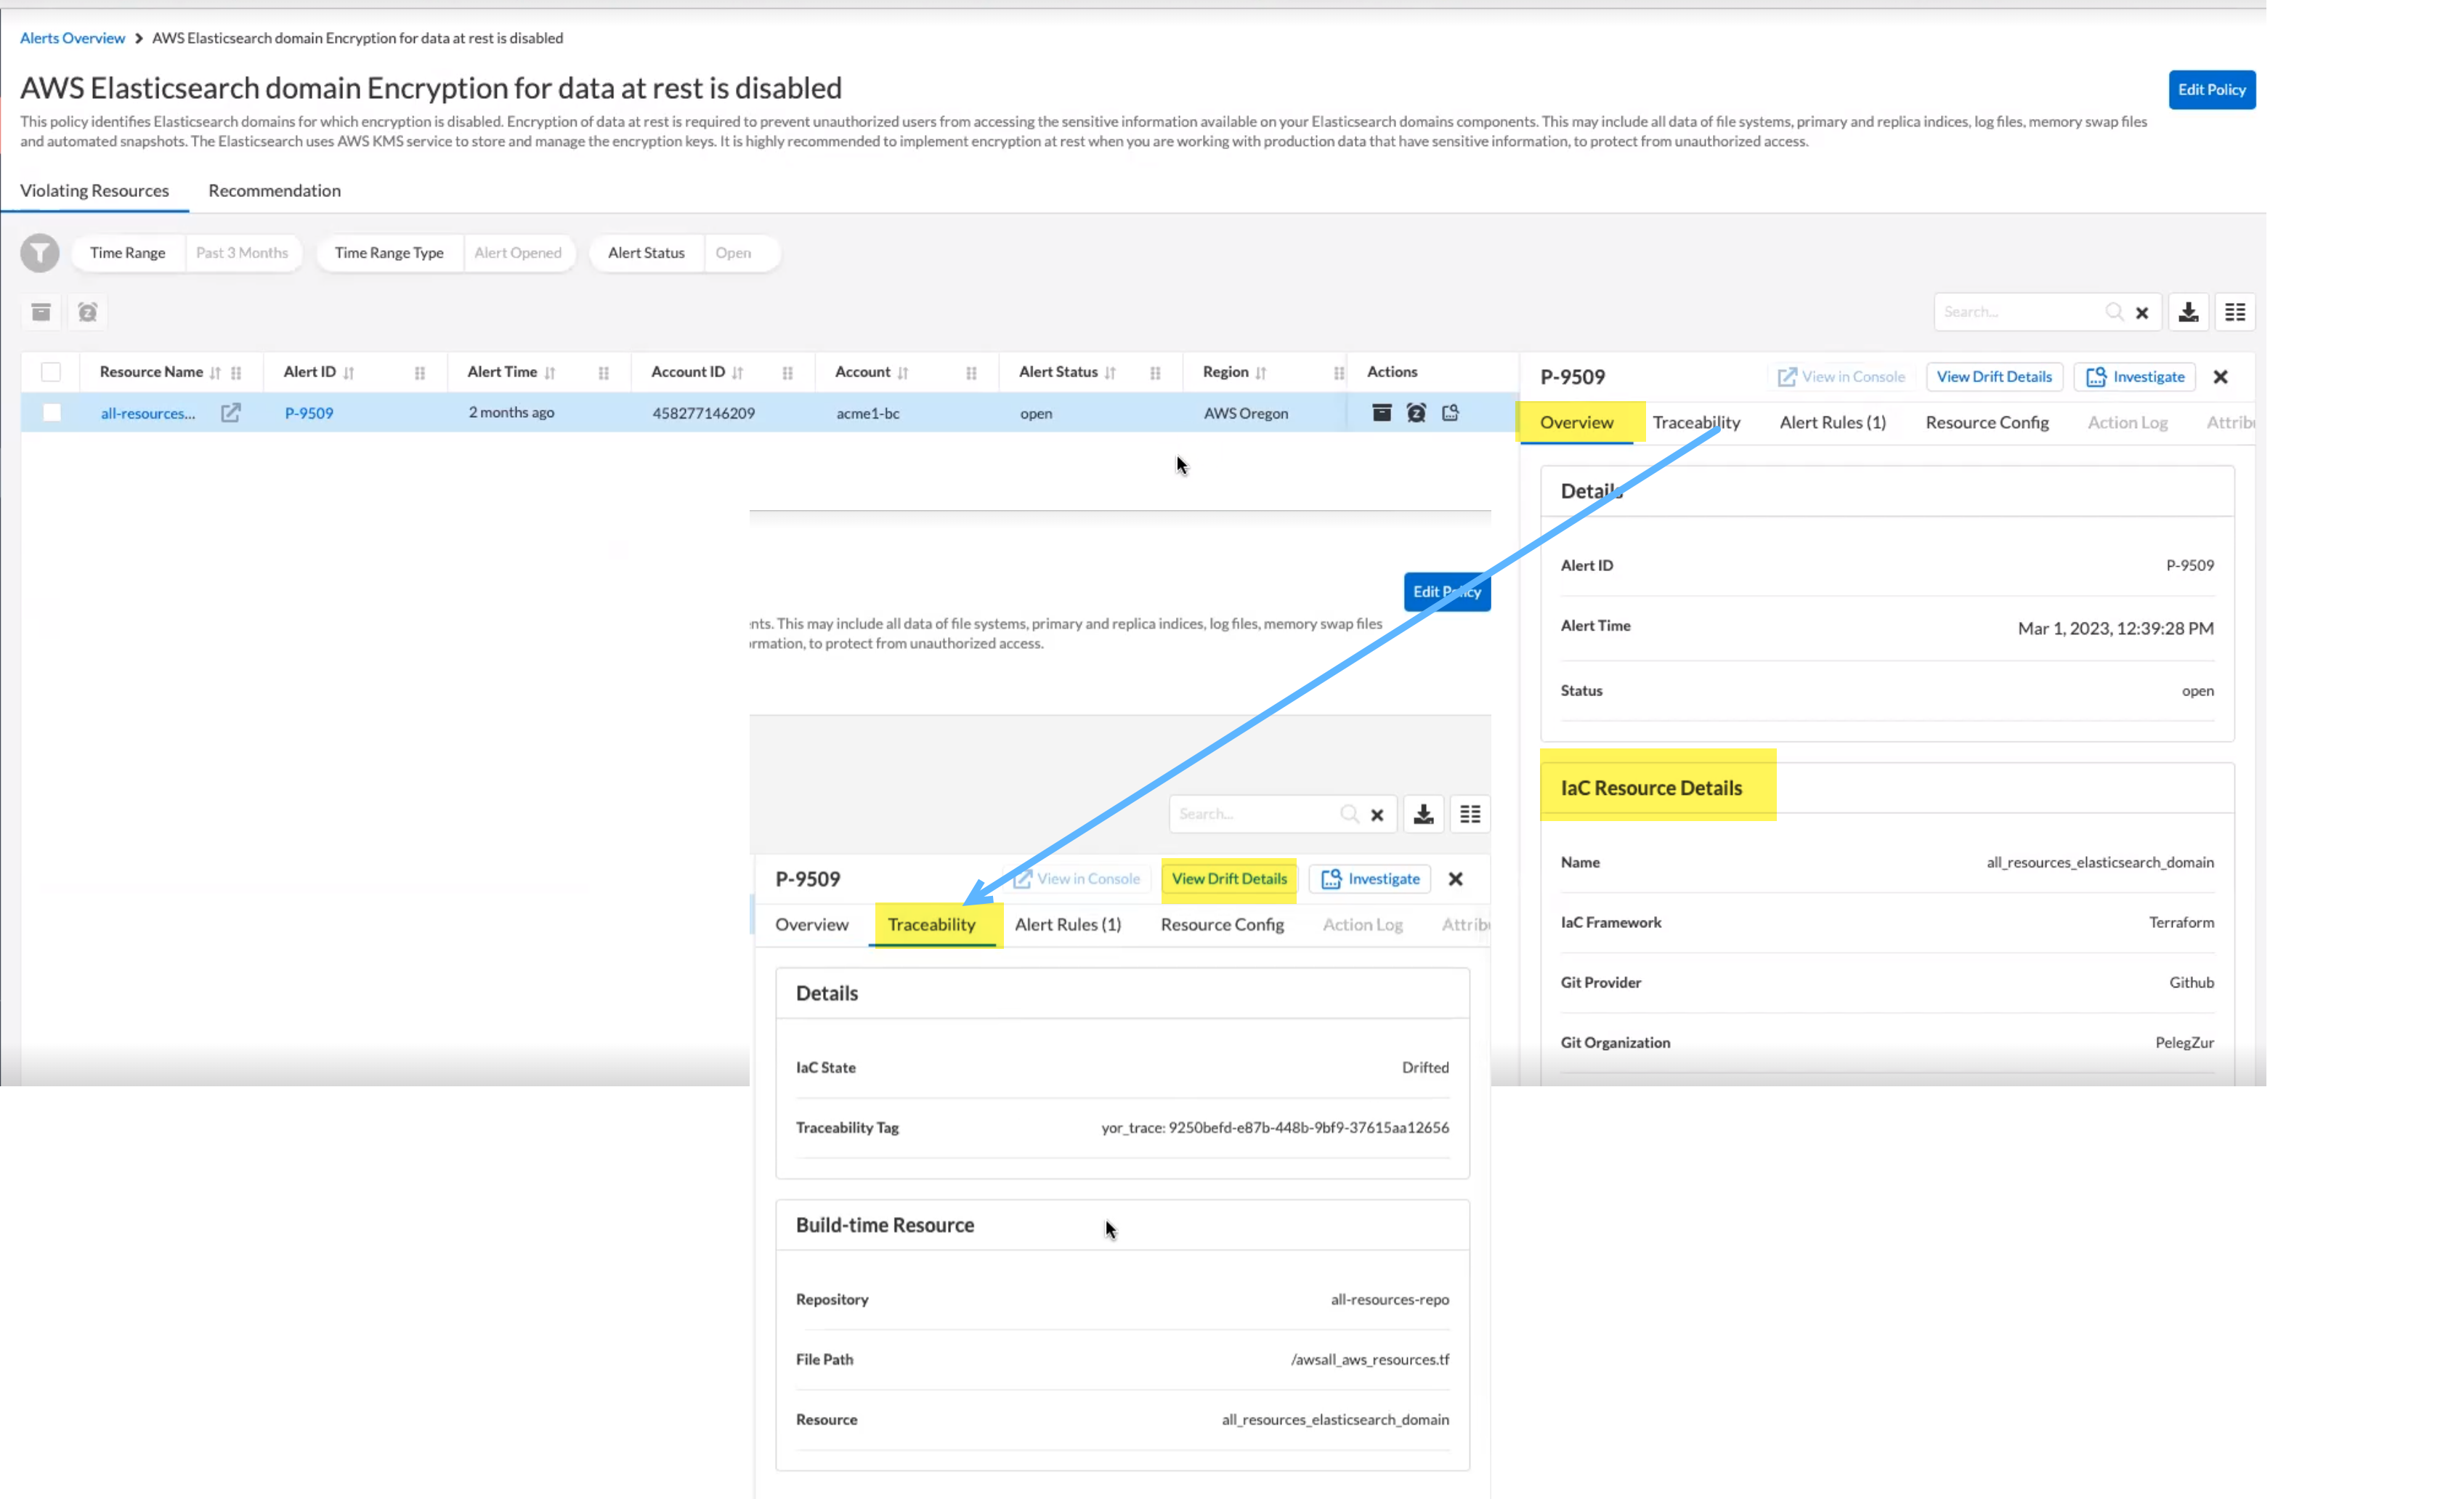 Alerts Overview > AWS Elasticsearch domain Encryption for data at rest is disabled
AWS Elasticsearch domain Encryption for data at rest is disabled
Edit Policy
This policy identifies Elasticsearch domains for which encryption is disabled. Encryption of data at rest is required to prevent unauthorized users from accessing the sensitive information available on your Elasticsearch domains components. This may include all data of file systems, primary and replica indices, log files, memory swap files
and automated snapshots. The Elasticsearch uses AWS KMS service to store and manage the encryption keys. It is highly recommended to implement encryption at rest when you are working with production data that have sensitive information, to protect from unauthorized access.
Violating Resources Recommendation
Time Range Past 3 Months Time Range Type Alert Opened Alert Status Open
Search...
Resource Name Alert ID Alert Time Account ID Account Alert Status Region Actions
all-resources... P-9509 2 months ago 458277146209 acme1-bc open AWS Oregon
P-9509 View in Console View Drift Details Investigate
Overview Traceability Alert Rules (1) Resource Config Action Log Attribu
Details
Alert ID P-9509
Alert Time Mar 1, 2023, 12:39:28 PM
Status open
IaC Resource Details
Name all_resources_elasticsearch_domain
IaC Framework Terraform
Git Provider Github
Git Organization PelegZur
Edit Policy
nts. This may include all data of file systems, primary and replica indices, log files, memory swap files
rmation, to protect from unauthorized access.
Search...
P-9509 View in Console View Drift Details Investigate
Overview Traceability Alert Rules (1) Resource Config Action Log Attribu
Details
IaC State Drifted
Traceability Tag yor_trace: 9250befd-e87b-448b-9bf9-37615aa12656
Build-time Resource
Repository all-resources-repo
File Path /awsall_aws_resources.tf
Resource all_resources_elasticsearch_domain